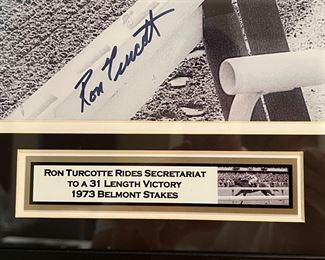 Ron Turcotte
RON TURCOTTE RIDES SECRETARIAT
TO A 31 LENGTH VICTORY
1973 BELMONT STAKES